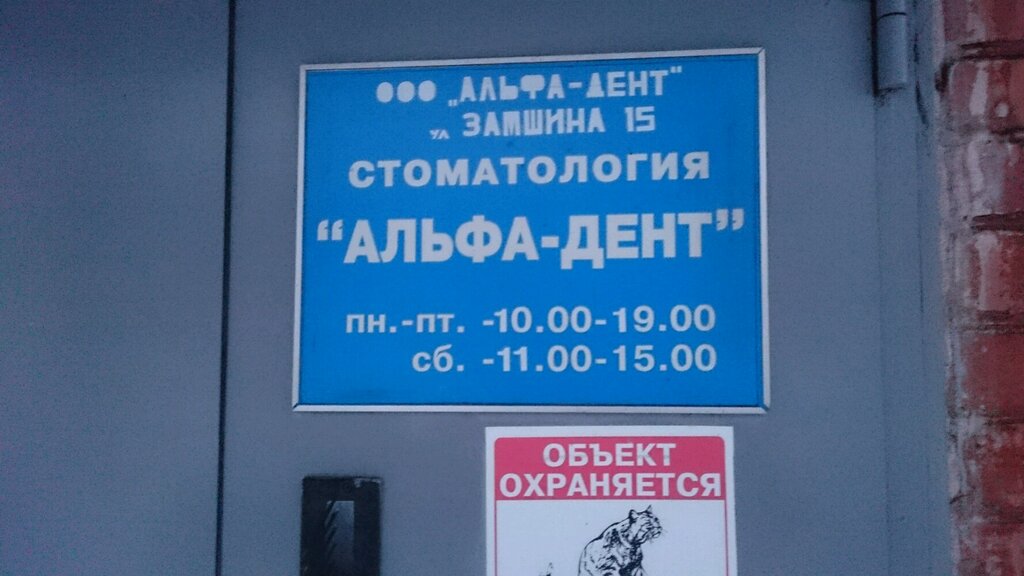 ООО „АЛЬФА-ДЕНТ"
ул ЗАМШИНА 15
СТОМАТОЛОГИЯ
“АЛЬФА-ДЕНТ”
пн.-пт. -10.00-19.00
сб. -11.00-15.00
ОБЪЕКТ
ОХРАНЯЕТСЯ